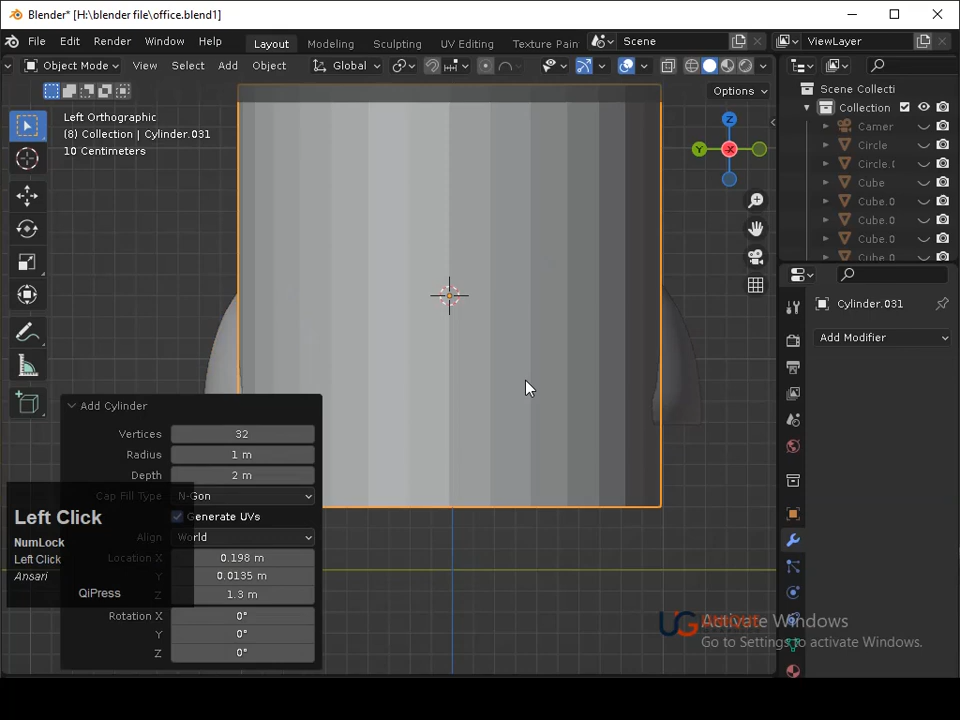 Blender* [H:\blender file\office.blend1]
File Edit Render Window Help Layout Modeling Sculpting UV Editing Texture Pain Scene ViewLayer
Object Mode View Select Add Object Global
Options
Left Orthographic
(8) Collection | Cylinder.031
10 Centimeters
Z
Y
X
Scene Collecti
Collection
Camer
Circle
Circle.(
Cube
Cube.0
Cube.0
Cube.0
Cube.0
Cylinder.031
Add Modifier
Add Cylinder
Vertices 32
Radius 1 m
Depth 2 m
Cap Fill Type N-Gon
Generate UVs
Align World
Location X 0.198 m
Y 0.0135 m
Z 1.3 m
Rotation X 0°
Y 0°
Z 0°
Left Click
NumLock
Left Click
Ansari
QiPress
UG
Activate Windows
Go to Settings to activate Windows.